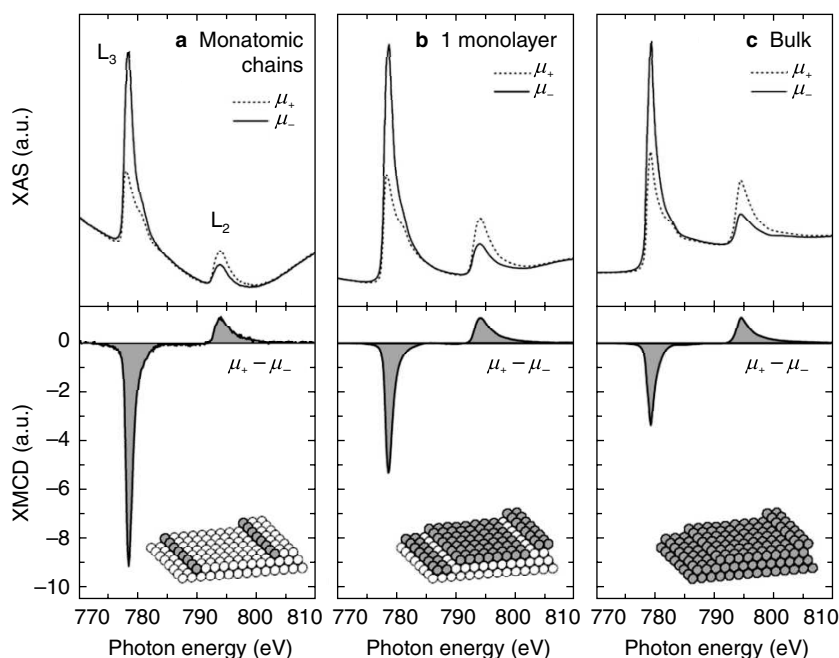 a Monatomic chains
L₃
μ₊
μ₋
L₂
b 1 monolayer
μ₊
μ₋
c Bulk
μ₊
μ₋
XAS (a.u.)
XMCD (a.u.)
0
−2
−4
−6
−8
−10
μ₊ − μ₋
μ₊ − μ₋
μ₊ − μ₋
770 780 790 800 810
770 780 790 800 810
770 780 790 800 810
Photon energy (eV)
Photon energy (eV)
Photon energy (eV)